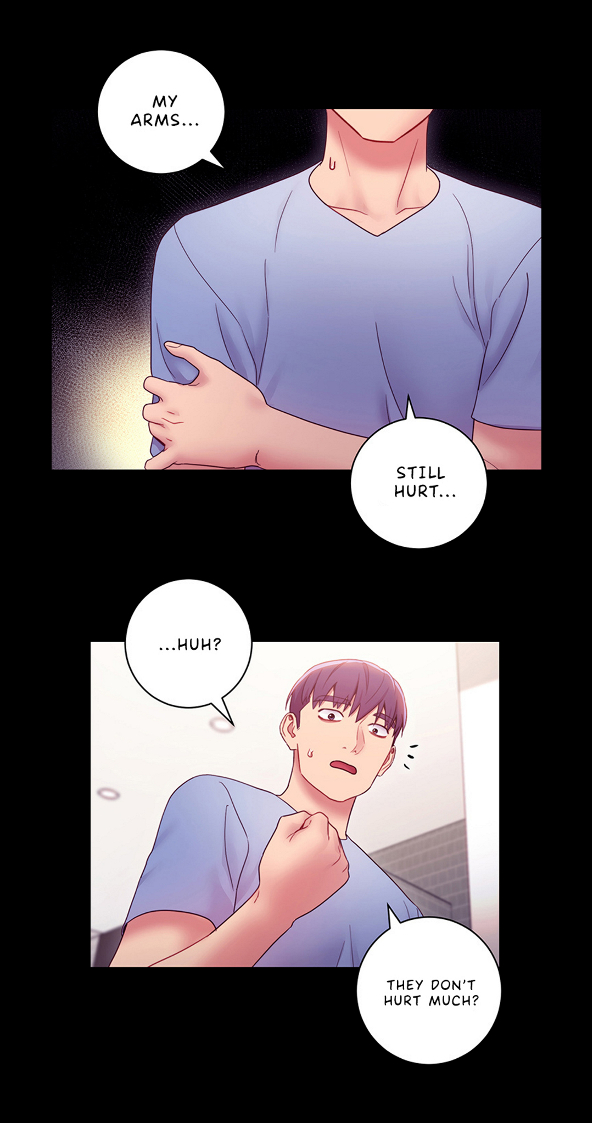 MY
ARMS...
STILL
HURT...
...HUH?
THEY DON'T
HURT MUCH?